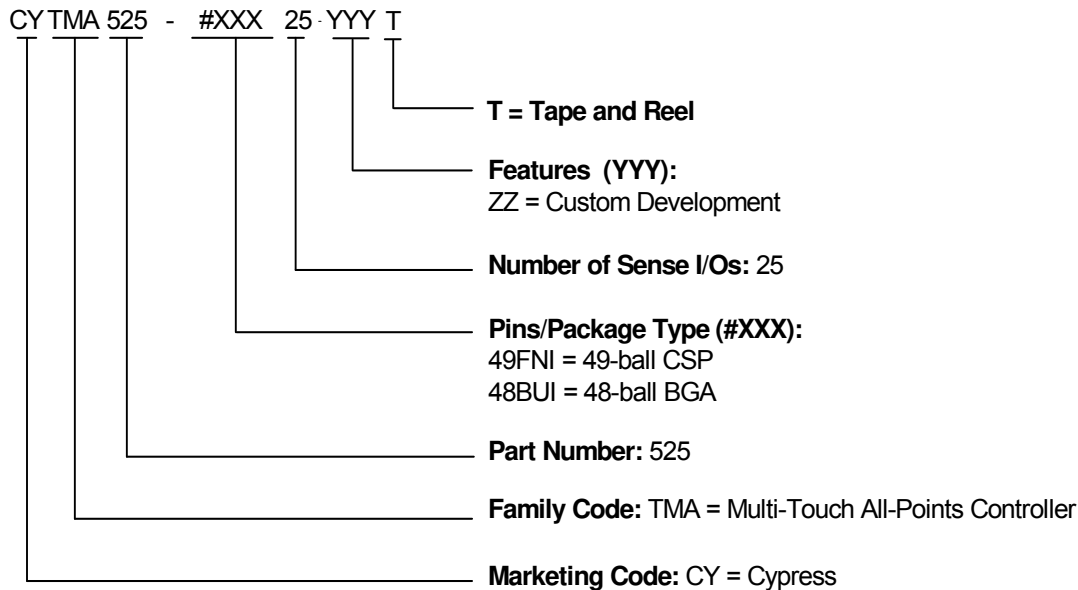 CY TMA 525 - #XXX 25 - YYY T
T = Tape and Reel
Features (YYY):
ZZ = Custom Development
Number of Sense I/Os: 25
Pins/Package Type (#XXX):
49FNI = 49-ball CSP
48BUI = 48-ball BGA
Part Number: 525
Family Code: TMA = Multi-Touch All-Points Controller
Marketing Code: CY = Cypress